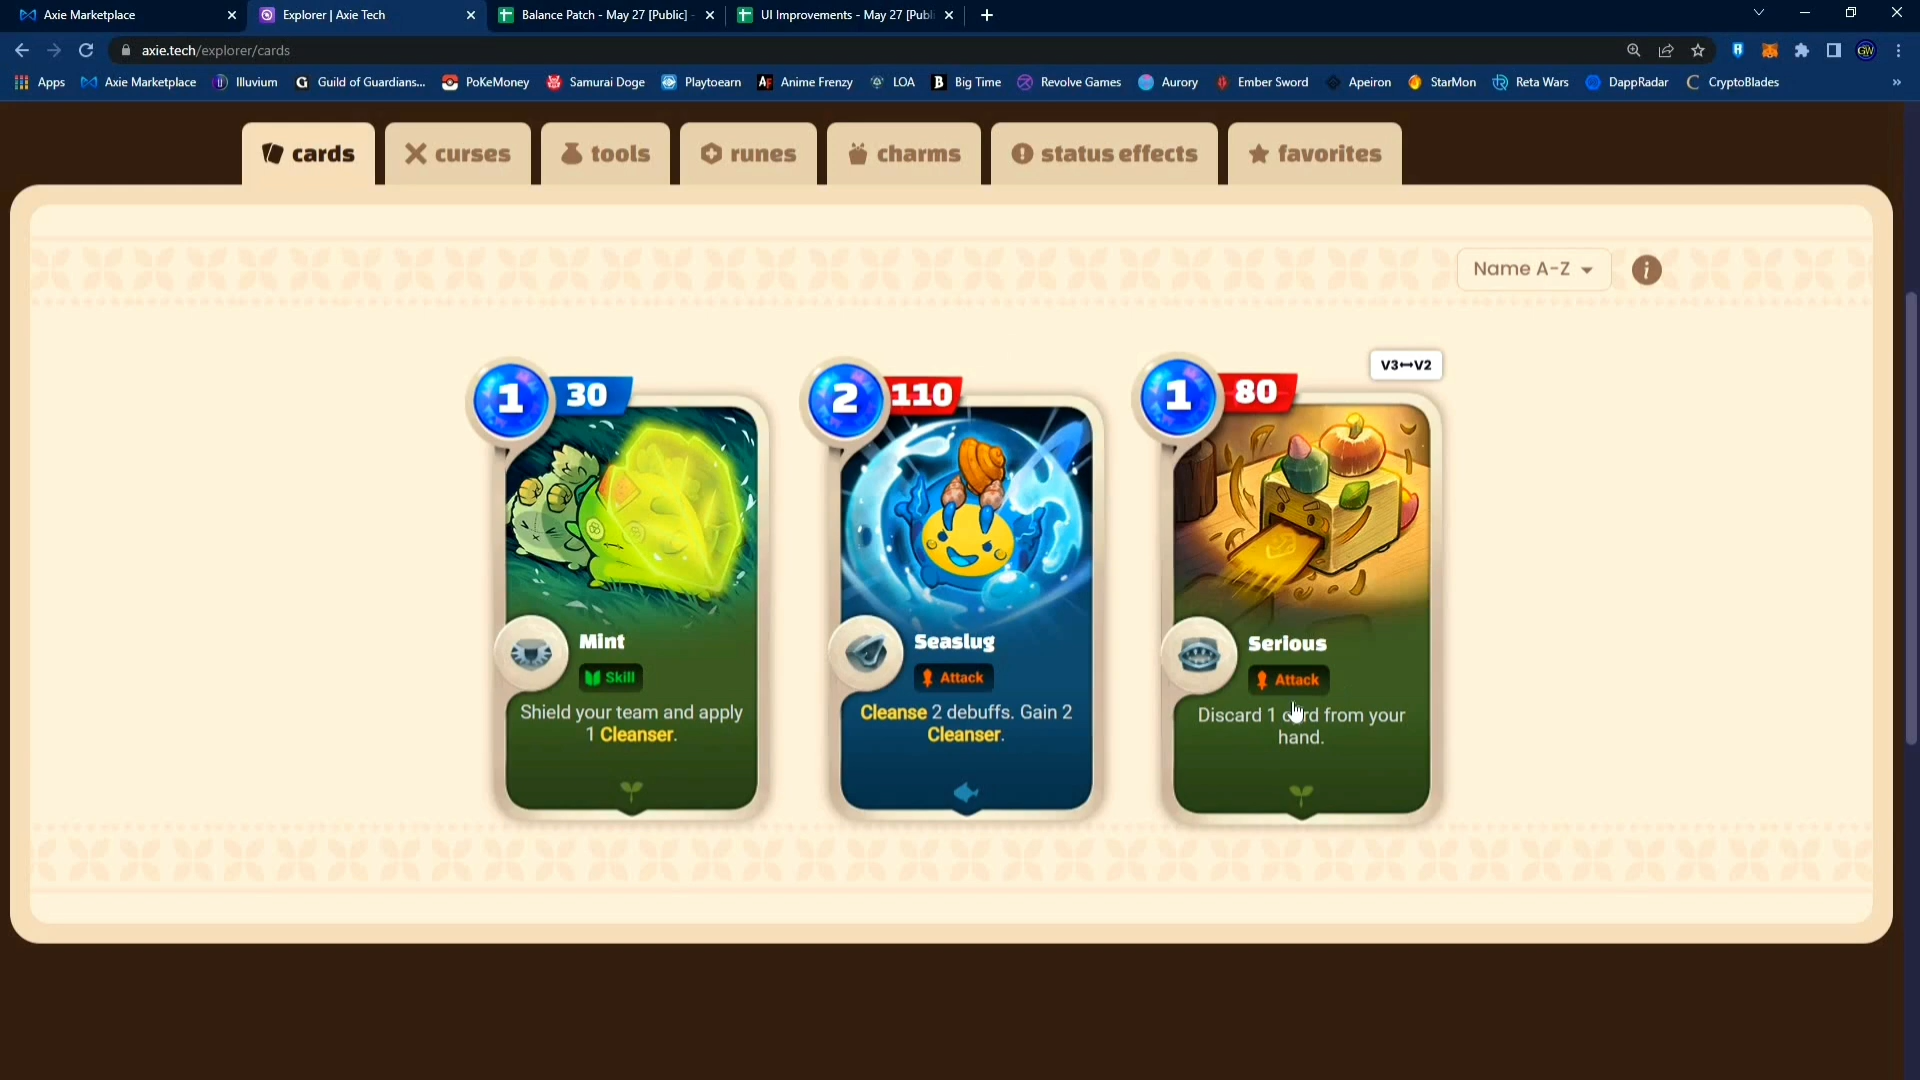 Axie Marketplace
Explorer | Axie Tech
Balance Patch - May 27 [Public] -
UI Improvements - May 27 [Publi
axie.tech/explorer/cards
GW
Apps
Axie Marketplace
Illuvium
Guild of Guardians...
PoKeMoney
Samurai Doge
Playtoearn
Anime Frenzy
LOA
Big Time
Revolve Games
Aurory
Ember Sword
Apeiron
StarMon
Reta Wars
DappRadar
CryptoBlades
cards
curses
tools
runes
charms
status effects
favorites
Name A-Z
1
30
Mint
Skill
Shield your team and apply
1 Cleanser.
2
110
Seaslug
Attack
Cleanse 2 debuffs. Gain 2
Cleanser.
V3↔V2
1
80
Serious
Attack
Discard 1 card from your
hand.